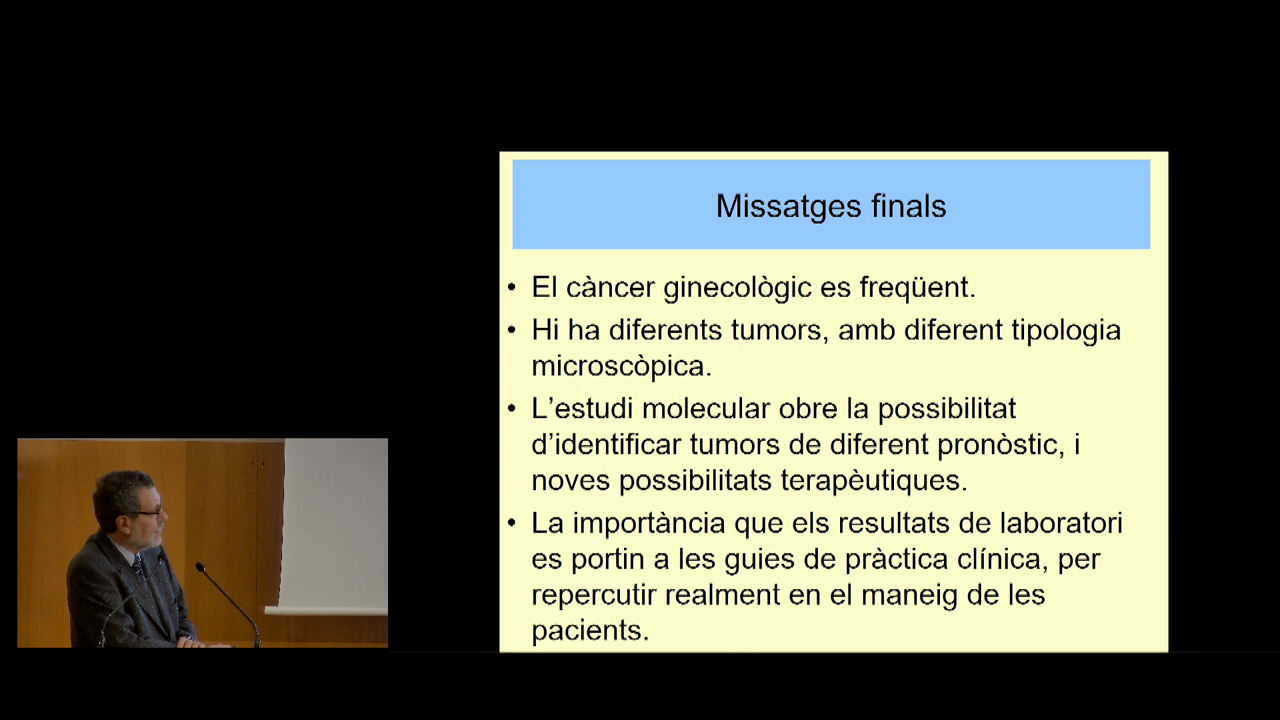 Missatges finals
• El càncer ginecològic es freqüent.
• Hi ha diferents tumors, amb diferent tipologia
microscòpica.
• L’estudi molecular obre la possibilitat
d’identificar tumors de diferent pronòstic, i
noves possibilitats terapèutiques.
• La importància que els resultats de laboratori
es portin a les guies de pràctica clínica, per
repercutir realment en el maneig de les
pacients.